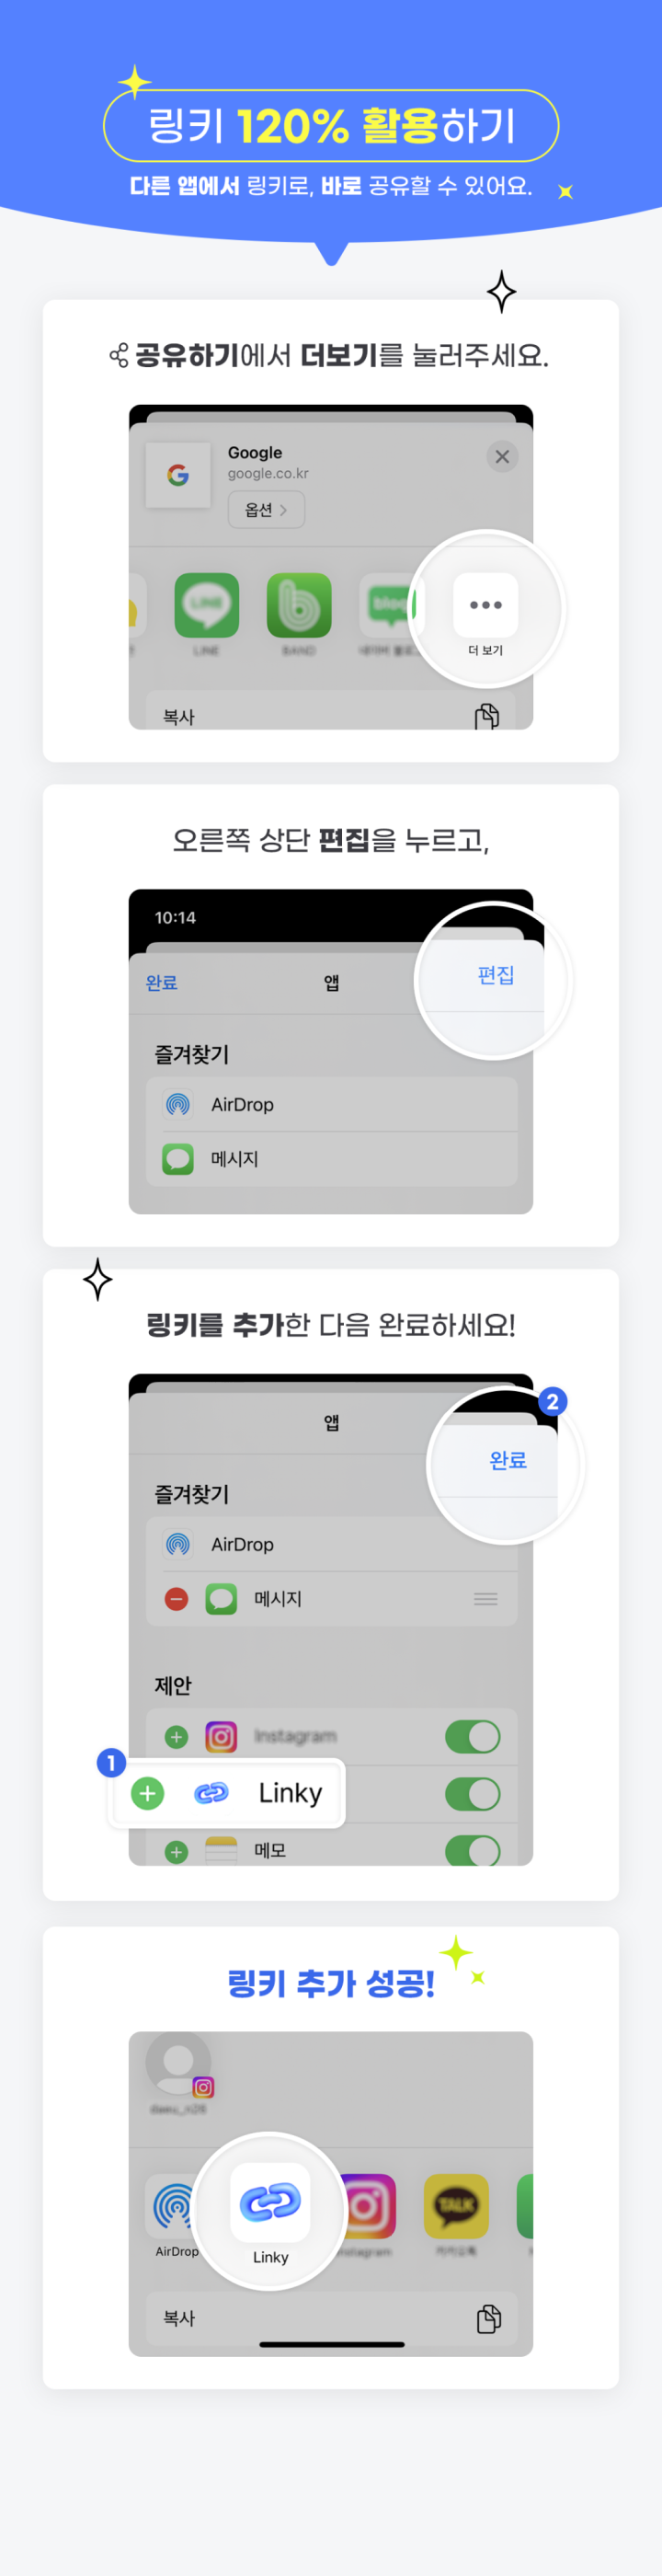 링키 120% 활용하기
다른 앱에서 링키로, 바로 공유할 수 있어요.
공유하기에서 더보기를 눌러주세요.
Google
google.co.kr
옵션
LINE
LINE
BAND
더 보기
복사
오른쪽 상단 편집을 누르고,
10:14
완료
앱
편집
즐겨찾기
AirDrop
메시지
링키를 추가한 다음 완료하세요!
앱
2
완료
즐겨찾기
AirDrop
메시지
제안
Instagram
1
Linky
메모
링키 추가 성공!
TALK
AirDrop
Linky
Instagram
카카오톡
복사